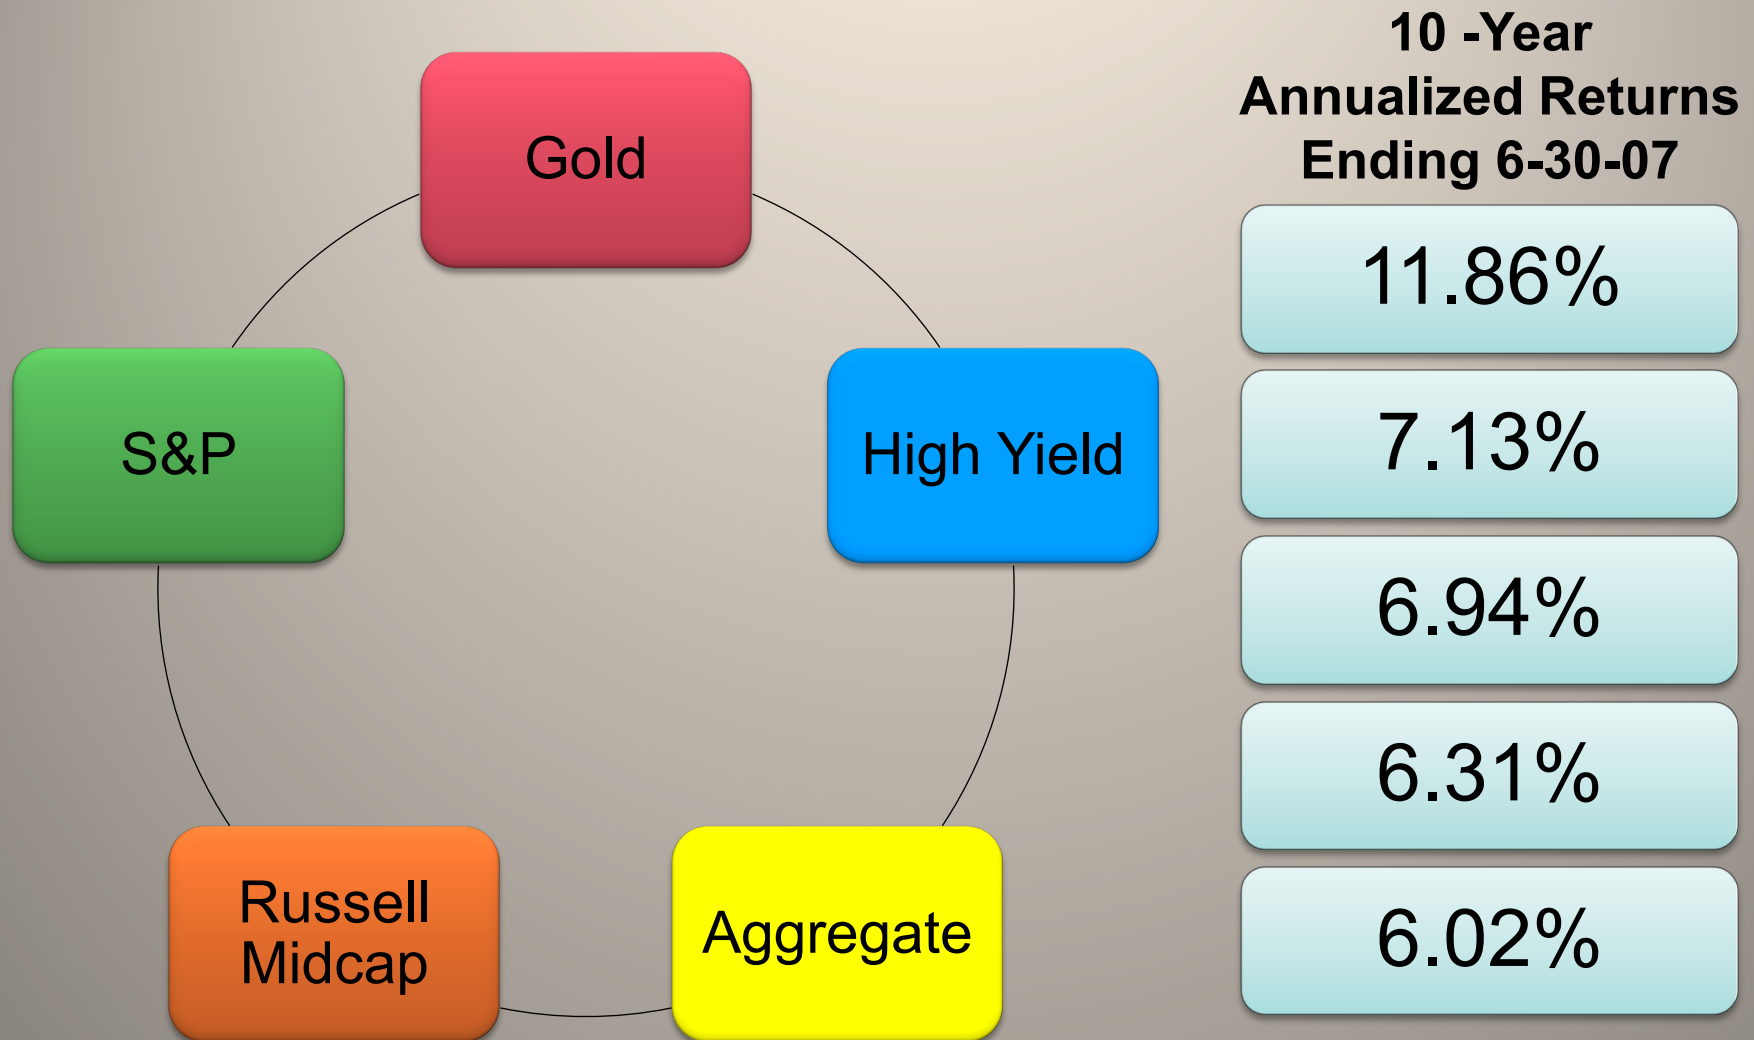 10 -Year
Annualized Returns
Ending 6-30-07
Gold
S&P
High Yield
Russell
Midcap
Aggregate
11.86%
7.13%
6.94%
6.31%
6.02%